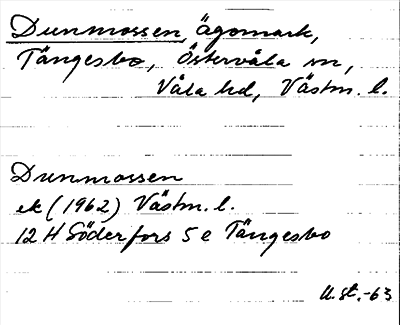 Dunmossen, ägomark,
Tängesbo, Östervåla sn,
Våla hd, Västm. l.
Dunmossen
ek (1962) Västm. l.
12 H Söderfors 5 e Tängesbo
U.St.-63